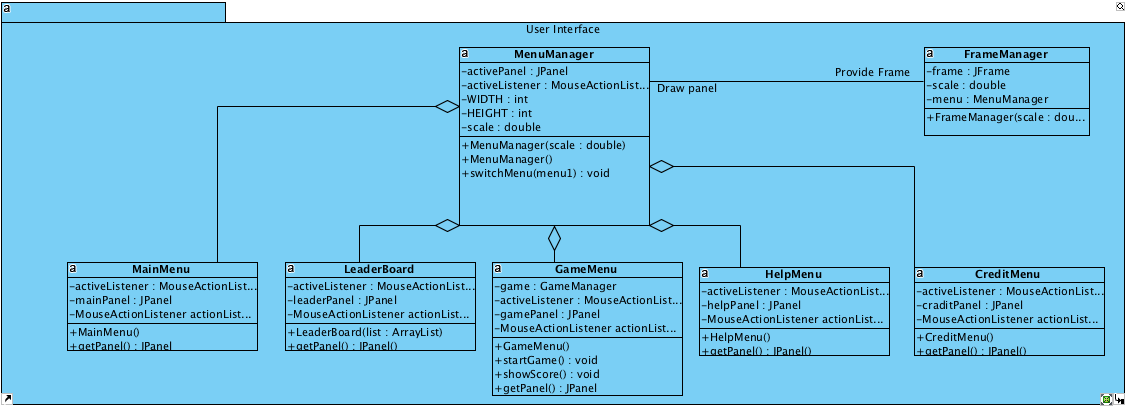 a
User Interface
a
MenuManager
-activePanel : JPanel
-activeListener : MouseActionList...
-WIDTH : int
-HEIGHT : int
-scale : double
+MenuManager(scale : double)
+MenuManager()
+switchMenu(menu1) : void
Provide Frame
Draw panel
a
FrameManager
-frame : JFrame
-scale : double
-menu : MenuManager
+FrameManager(scale : dou...
a
MainMenu
-activeListener : MouseActionList...
-mainPanel : JPanel
-MouseActionListener actionList...
+MainMenu()
+getPanel() : JPanel
a
LeaderBoard
-activeListener : MouseActionList...
-leaderPanel : JPanel
-MouseActionListener actionList...
+LeaderBoard(list : ArrayList)
+getPanel() : JPanel()
a
GameMenu
-game : GameManager
-activeListener : MouseActionList...
-gamePanel : JPanel
-MouseActionListener actionList...
+GameMenu()
+startGame() : void
+showScore() : void
+getPanel() : JPanel
a
HelpMenu
-activeListener : MouseActionList...
-helpPanel : JPanel
-MouseActionListener actionList...
+HelpMenu()
+getPanel() : JPanel()
a
CreditMenu
-activeListener : MouseActionList...
-craditPanel : JPanel
-MouseActionListener actionList...
+CreditMenu()
+getPanel() : JPanel()